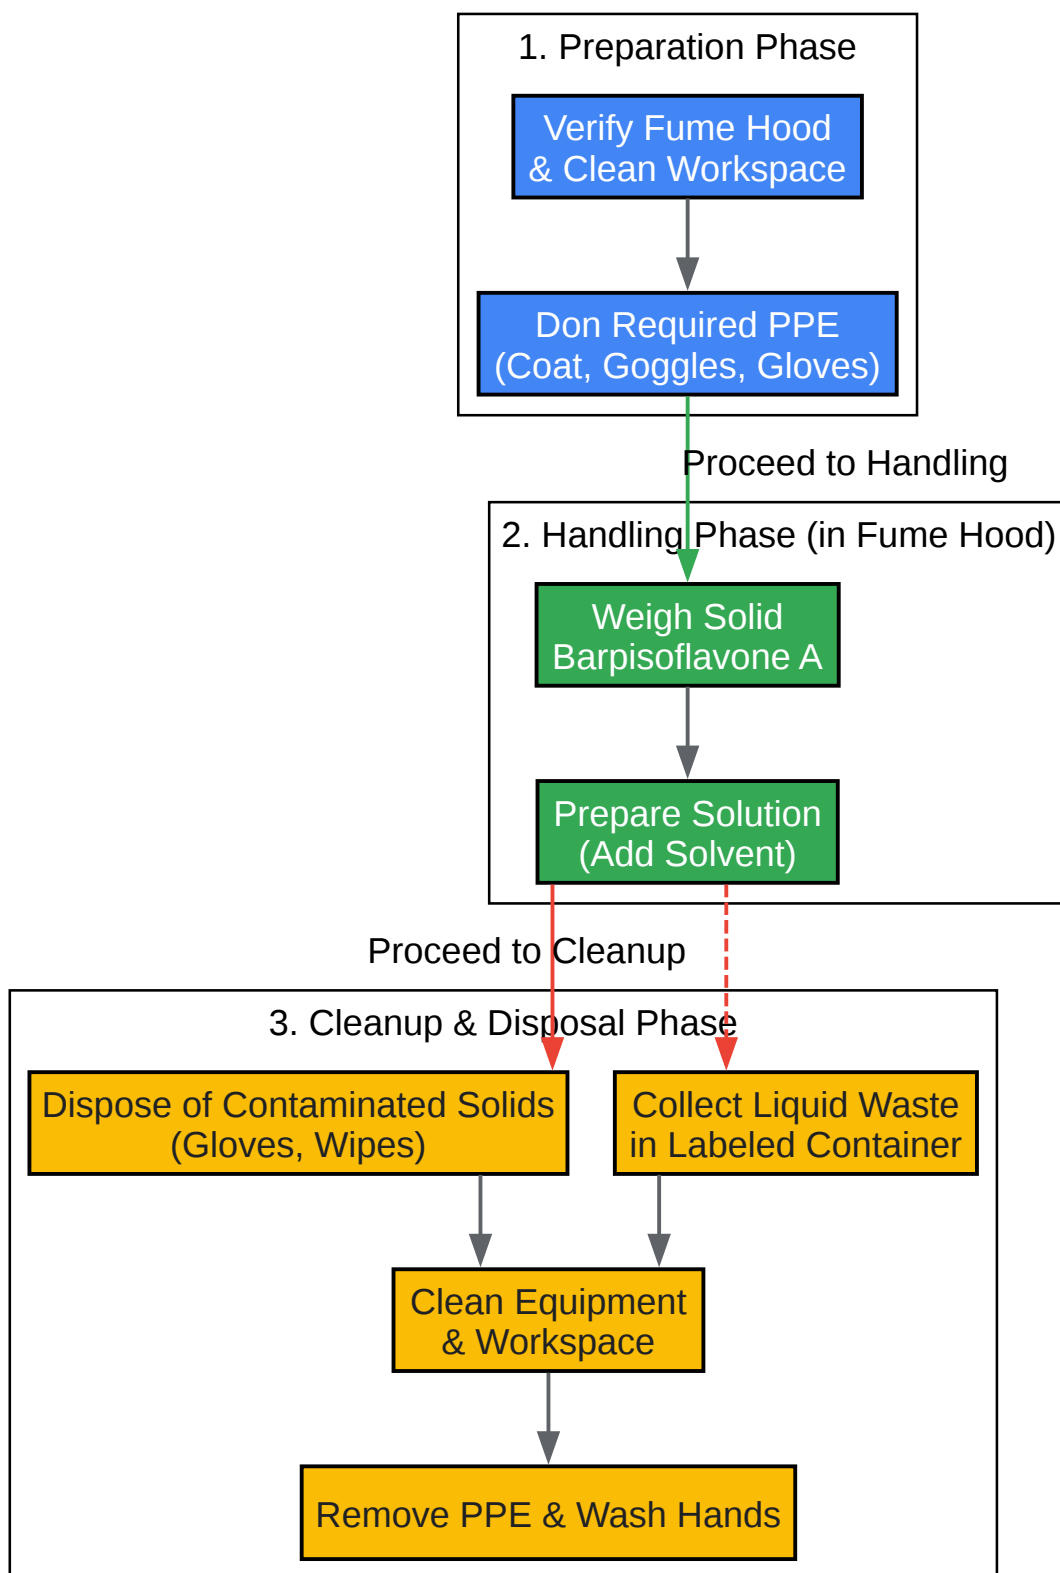 1. Preparation Phase
Verify Fume Hood
& Clean Workspace
Don Required PPE
(Coat, Goggles, Gloves)
Proceed to Handling
2. Handling Phase (in Fume Hood)
Weigh Solid
Barpisoflavone A
Prepare Solution
(Add Solvent)
Proceed to Cleanup
3. Cleanup & Disposal Phase
Dispose of Contaminated Solids
(Gloves, Wipes)
Collect Liquid Waste
in Labeled Container
Clean Equipment
& Workspace
Remove PPE & Wash Hands